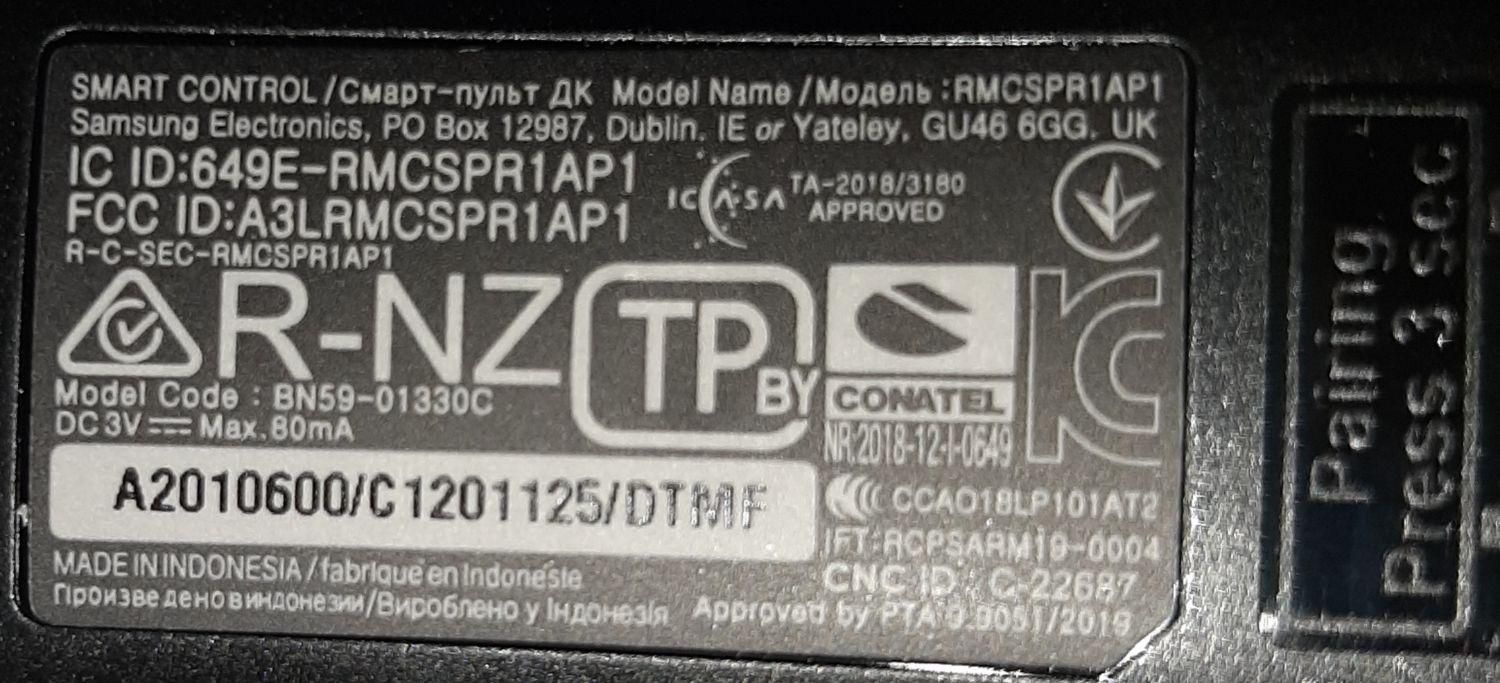 SMART CONTROL/Смарт-пульт ДК Model Name/Модель:RMCSPR1AP1
Samsung Electronics, PO Box 12987, Dublin. IE or Yateley, GU46 6GG. UK
IC ID:649E-RMCSPR1AP1
FCC ID:A3LRMCSPR1AP1
ICASA TA-2018/3180
APPROVED
R-C-SEC-RMCSPR1AP1
R-NZ
TP BY
CONATEL
NR:2018-12-I-0649
KC
Model Code : BN59-01330C
DC 3V Max.80mA
A2010600/C1201125/DTMF
CCAO18LP101AT2
IFT:RCPSARM19-0004
CNC ID : C-22687
MADE IN INDONESIA/fabriqué en Indonésie
Произведено в индонезии/Вироблено у Індонезія
Approved by PTA
Pairing
Press 3 sec